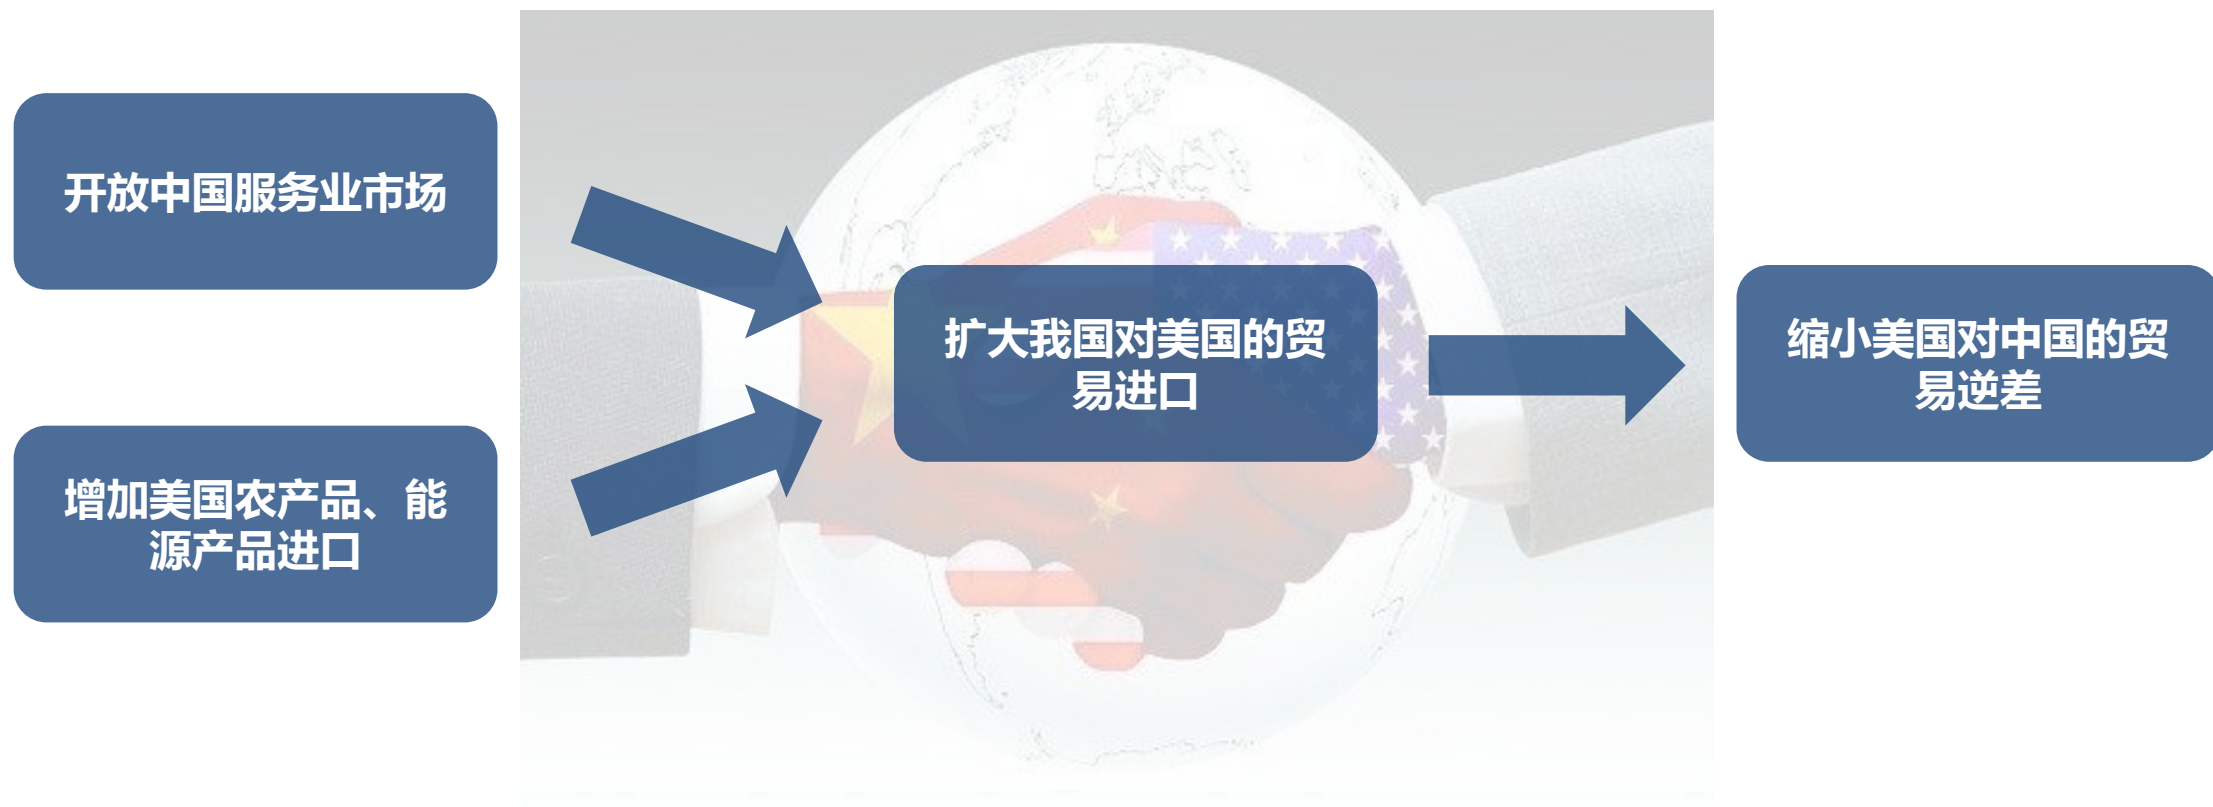 开放中国服务业市场
增加美国农产品、能
源产品进口
扩大我国对美国的贸
易进口
缩小美国对中国的贸
易逆差